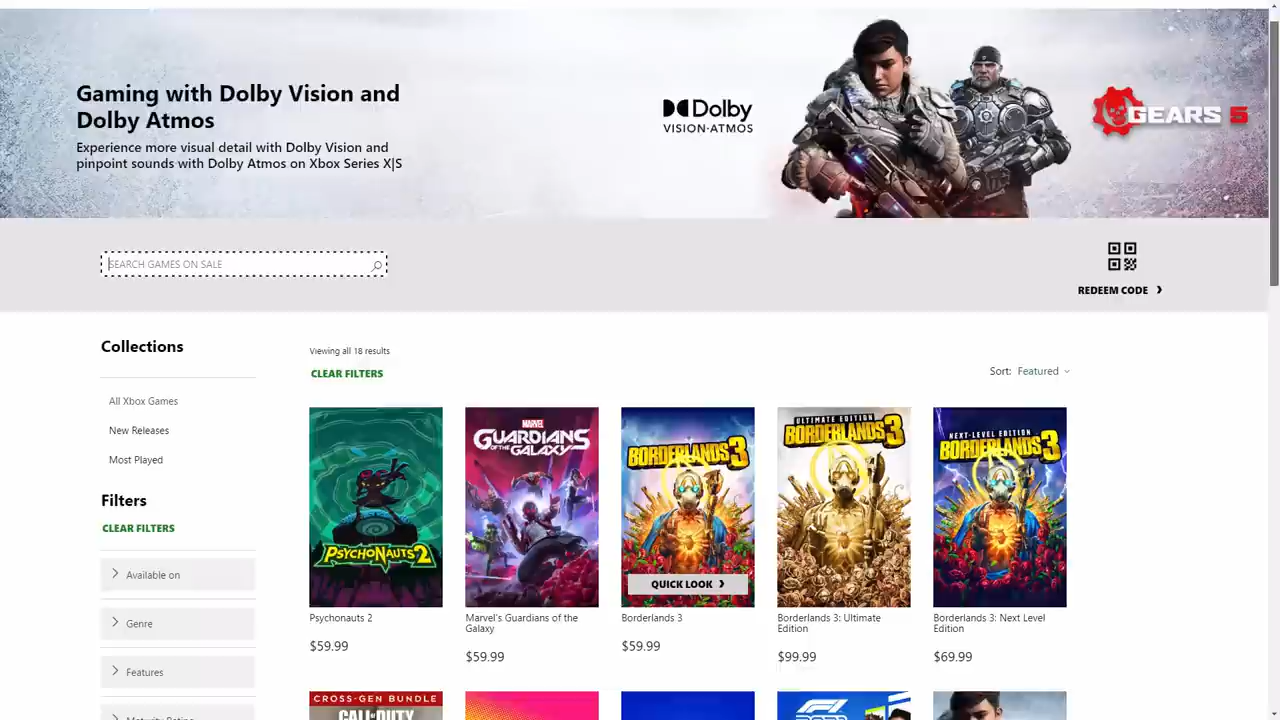 Gaming with Dolby Vision and
Dolby Atmos
Experience more visual detail with Dolby Vision and
pinpoint sounds with Dolby Atmos on Xbox Series X|S
Dolby
VISION·ATMOS
GEARS 5
SEARCH GAMES ON SALE
REDEEM CODE
Collections
All Xbox Games
New Releases
Most Played
Filters
CLEAR FILTERS
Available on
Genre
Features
Maturity Rating
Viewing all 18 results
CLEAR FILTERS
Sort: Featured
PSYCHONAUTS 2
Psychonauts 2
$59.99
MARVEL
GUARDIANS
OF THE GALAXY
Marvel's Guardians of the
Galaxy
$59.99
BORDERLANDS 3
QUICK LOOK
Borderlands 3
$59.99
ULTIMATE EDITION
BORDERLANDS 3
Borderlands 3: Ultimate
Edition
$99.99
NEXT-LEVEL EDITION
BORDERLANDS 3
Borderlands 3: Next Level
Edition
$69.99
CROSS-GEN BUNDLE
CALL OF DUTY